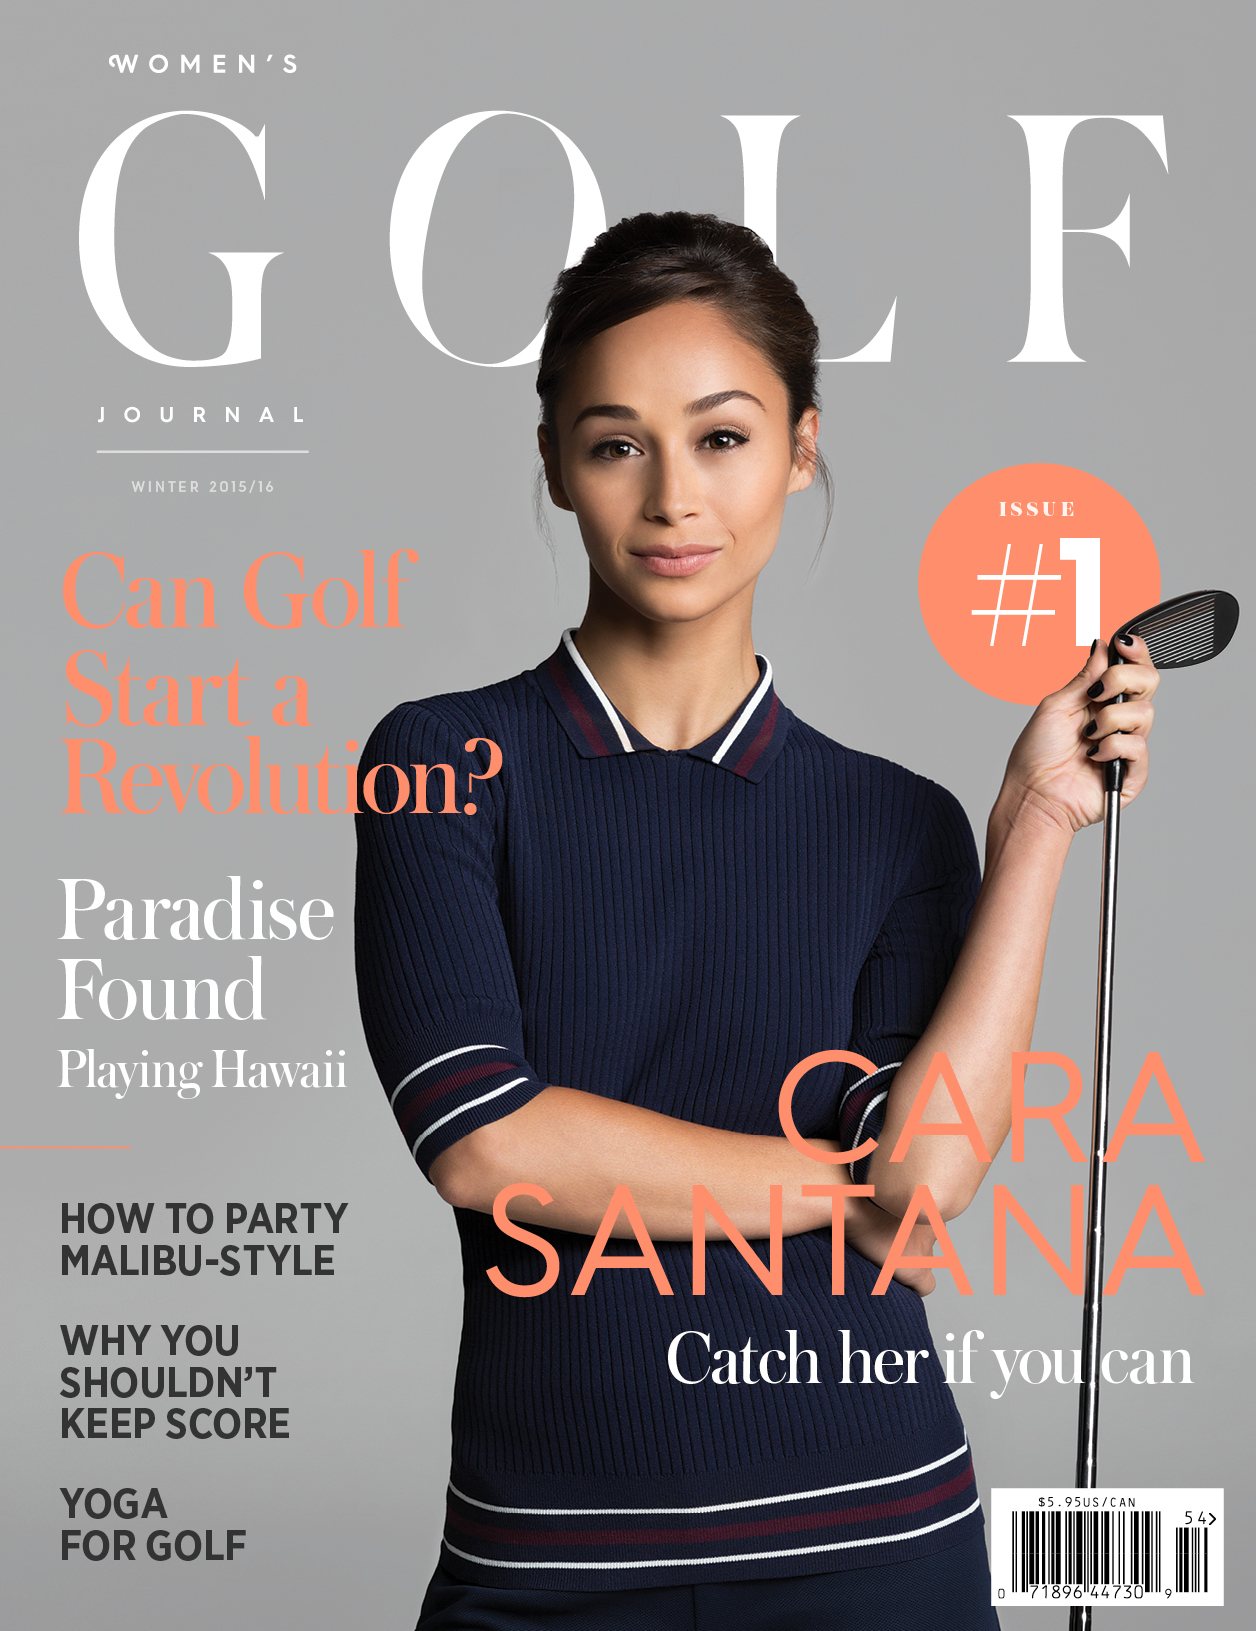 WOMEN'S
GOLF
JOURNAL
WINTER 2015/16
ISSUE
#1
Can Golf
Start a
Revolution?
Paradise
Found
Playing Hawaii
HOW TO PARTY
MALIBU-STYLE
WHY YOU
SHOULDN'T
KEEP SCORE
YOGA
FOR GOLF
CARA
SANTANA
Catch her if you can
$5.95US/CAN
54>
0 71896 44730 9